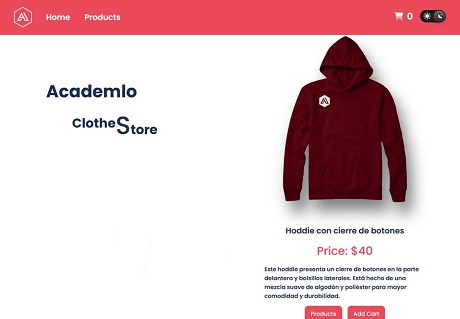 Home Products 0
Academlo
ClotheStore
Hoddie con cierre de botones
Price: $40
Este hoddie presenta un cierre de botones en la parte
delantera y bolsillos laterales. Está hecho de una
mezcla suave de algodón y poliéster para mayor
comodidad y durabilidad.
Products Add Cart